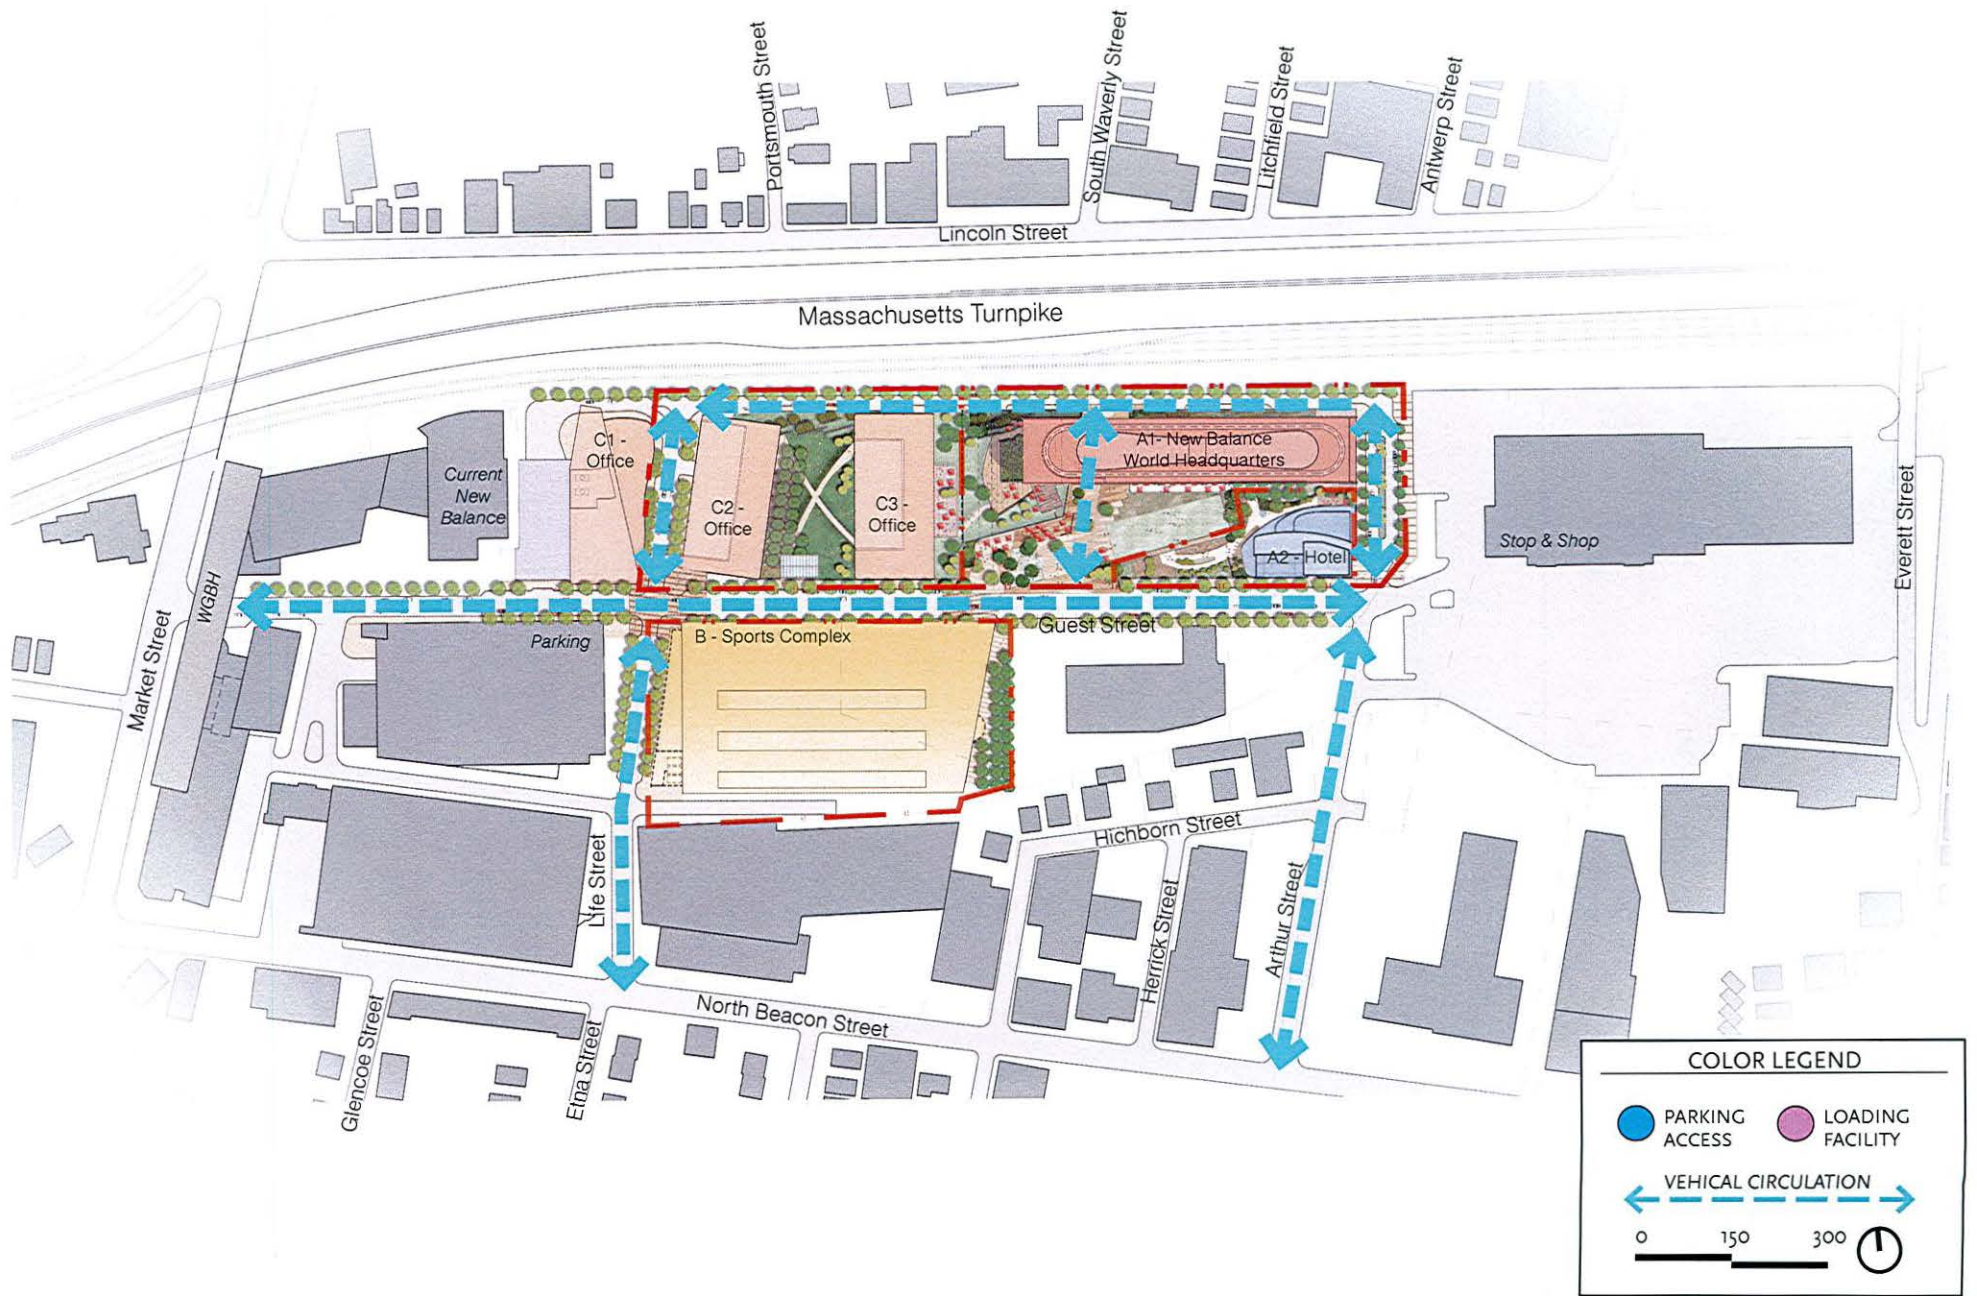 Portsmouth Street
South Waverly Street
Litchfield Street
Antwerp Street
Lincoln Street
Massachusetts Turnpike
C1 -
Office
Current
New
Balance
C2 -
Office
C3 -
Office
A1- New Balance
World Headquarters
A2 - Hotel
Stop & Shop
Everett Street
WGBH
Market Street
Parking
B - Sports Complex
Guest Street
Hichborn Street
Life Street
Herrick Street
Arthur Street
North Beacon Street
Glencoe Street
Etna Street
COLOR LEGEND
PARKING
ACCESS
LOADING
FACILITY
VEHICAL CIRCULATION
0 150 300